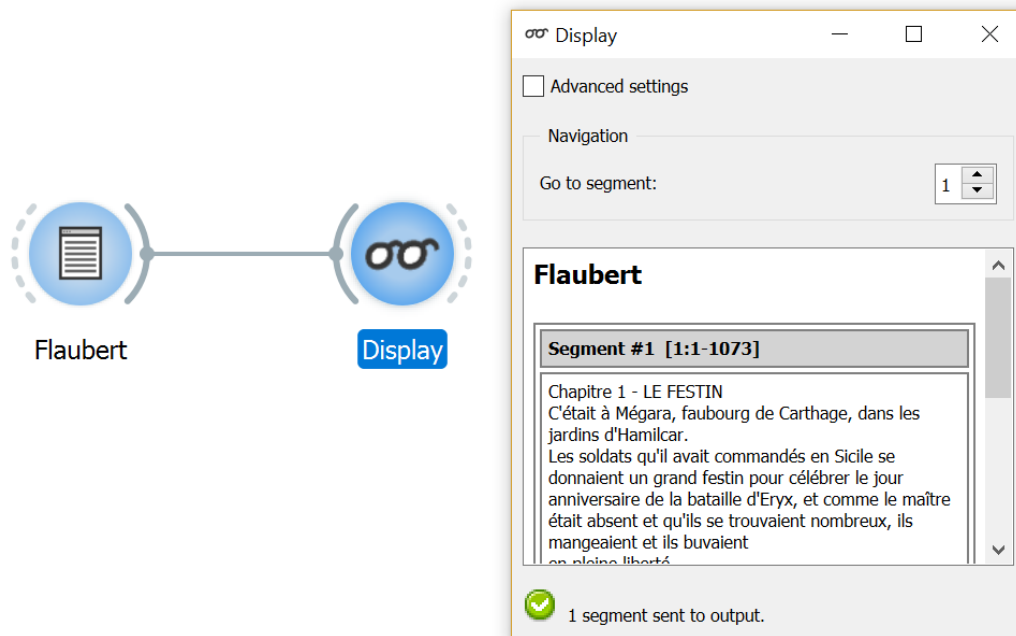 Flaubert
Display
Display
Advanced settings
Navigation
Go to segment:
1
Flaubert
Segment #1 [1:1-1073]
Chapitre 1 - LE FESTIN
C'était à Mégara, faubourg de Carthage, dans les
jardins d'Hamilcar.
Les soldats qu'il avait commandés en Sicile se
donnaient un grand festin pour célébrer le jour
anniversaire de la bataille d'Eryx, et comme le maître
était absent et qu'ils se trouvaient nombreux, ils
mangeaient et ils buvaient
en pleine liberté
1 segment sent to output.